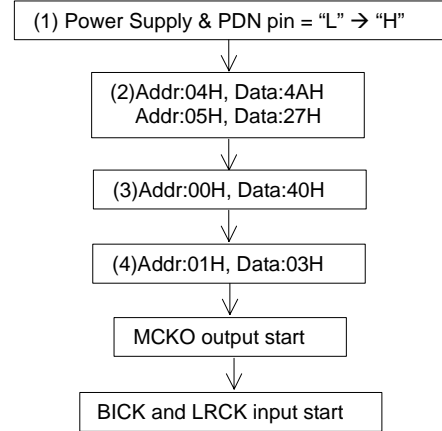 (1) Power Supply & PDN pin = “L” → “H”
(2)Addr:04H, Data:4AH
Addr:05H, Data:27H
(3)Addr:00H, Data:40H
(4)Addr:01H, Data:03H
MCKO output start
BICK and LRCK input start